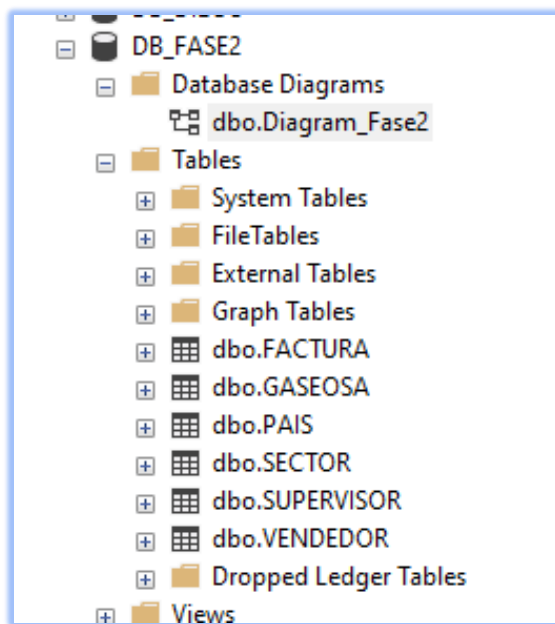 DB_FASE2
Database Diagrams
dbo.Diagram_Fase2
Tables
System Tables
FileTables
External Tables
Graph Tables
dbo.FACTURA
dbo.GASEOSA
dbo.PAIS
dbo.SECTOR
dbo.SUPERVISOR
dbo.VENDEDOR
Dropped Ledger Tables
Views